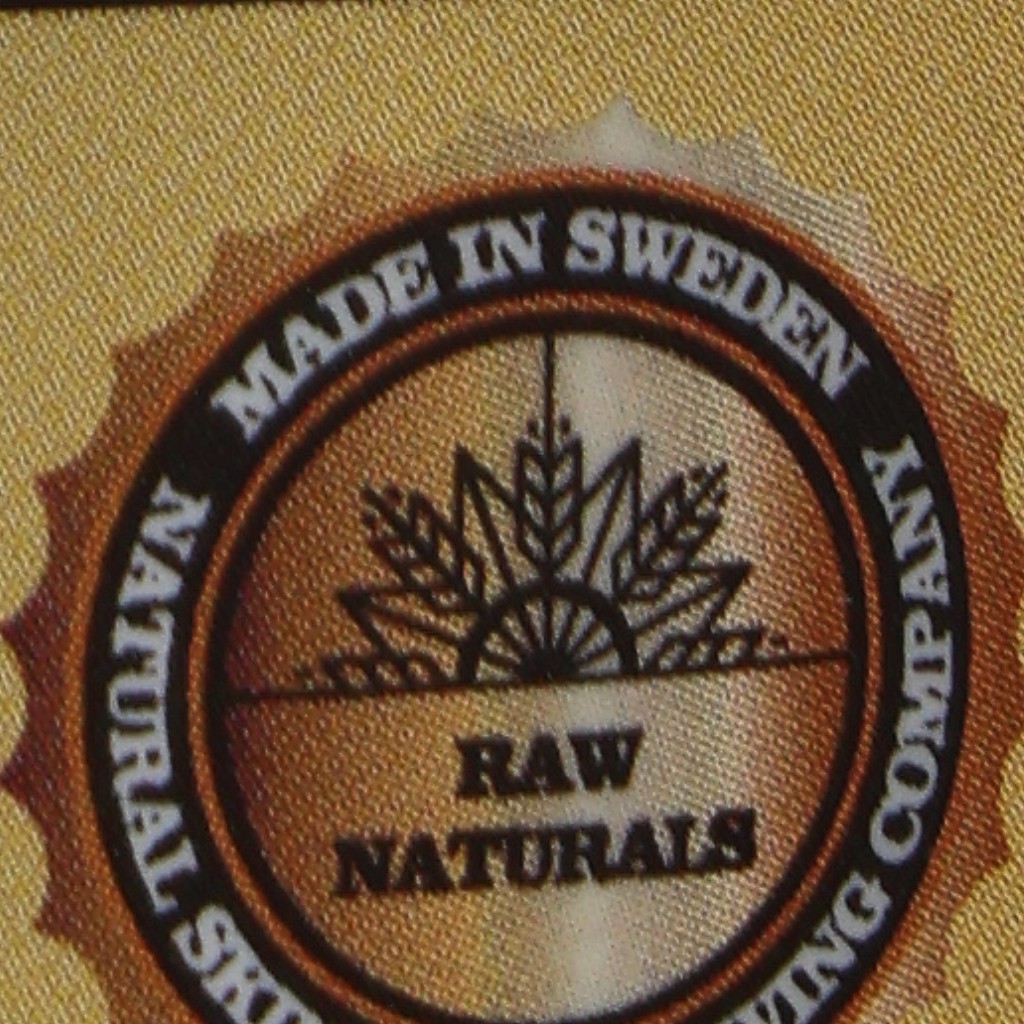 MADE IN SWEDEN
NATURAL
COMPANY
RAW
NATURALS